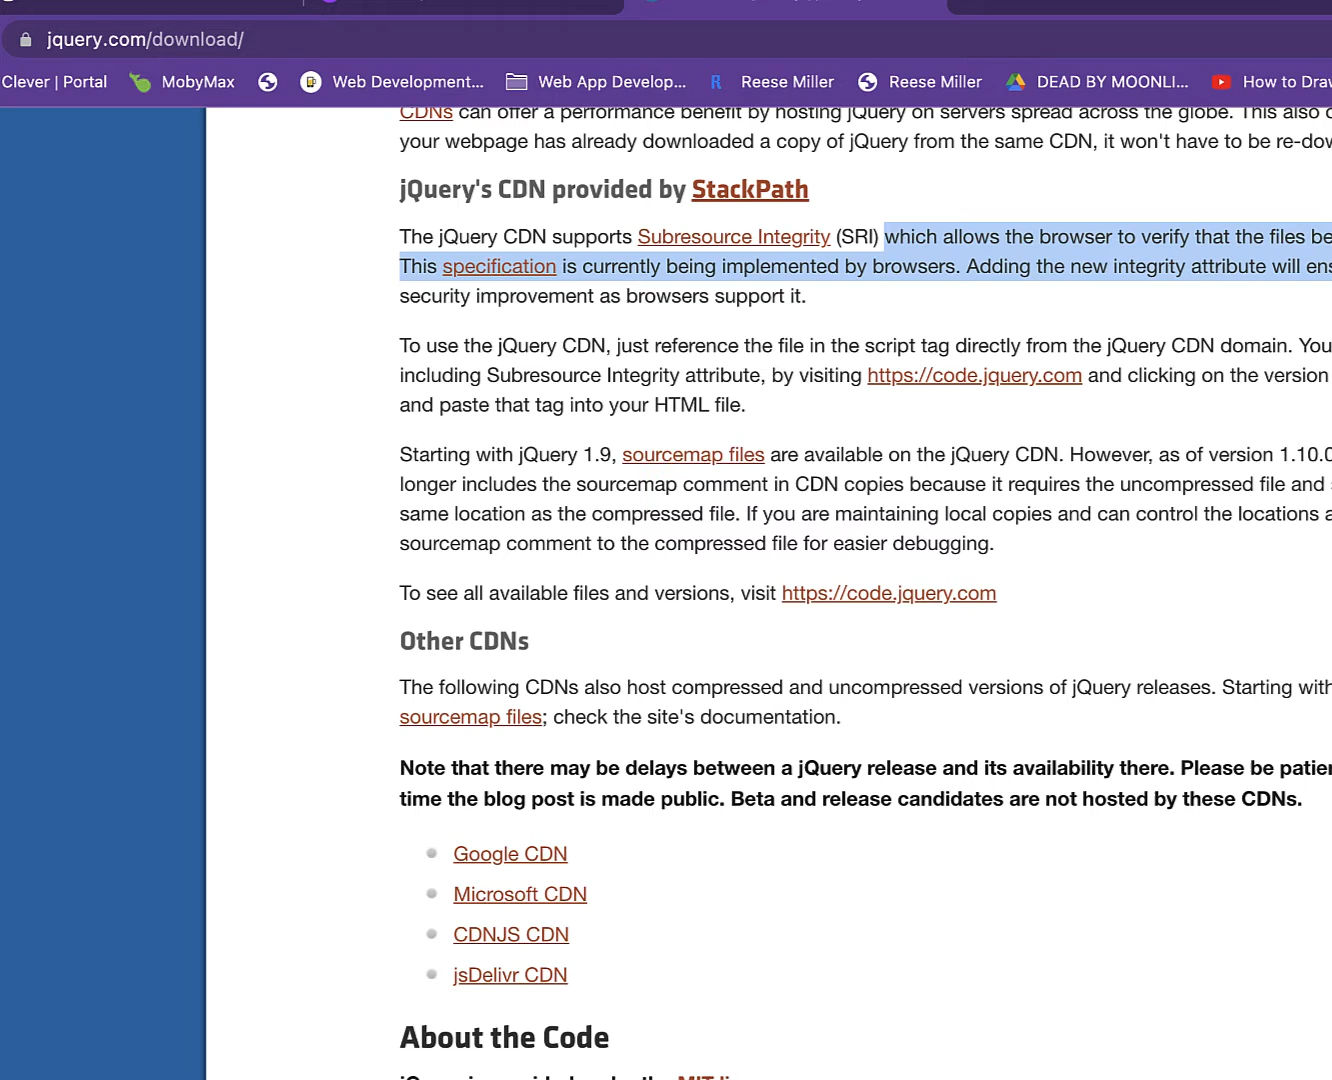 jquery.com/download/
Clever | Portal MobyMax Web Development... Web App Develop... Reese Miller Reese Miller DEAD BY MOONLI... How to Draw
CDNs can offer a performance benefit by hosting jQuery on servers spread across the globe. This also
your webpage has already downloaded a copy of jQuery from the same CDN, it won't have to be re-dow
jQuery's CDN provided by StackPath
The jQuery CDN supports Subresource Integrity (SRI) which allows the browser to verify that the files be
This specification is currently being implemented by browsers. Adding the new integrity attribute will ens
security improvement as browsers support it.
To use the jQuery CDN, just reference the file in the script tag directly from the jQuery CDN domain. You
including Subresource Integrity attribute, by visiting https://code.jquery.com and clicking on the version
and paste that tag into your HTML file.
Starting with jQuery 1.9, sourcemap files are available on the jQuery CDN. However, as of version 1.10.0
longer includes the sourcemap comment in CDN copies because it requires the uncompressed file and
same location as the compressed file. If you are maintaining local copies and can control the locations
sourcemap comment to the compressed file for easier debugging.
To see all available files and versions, visit https://code.jquery.com
Other CDNs
The following CDNs also host compressed and uncompressed versions of jQuery releases. Starting with
sourcemap files; check the site's documentation.
Note that there may be delays between a jQuery release and its availability there. Please be patien
time the blog post is made public. Beta and release candidates are not hosted by these CDNs.
Google CDN
Microsoft CDN
CDNJS CDN
jsDelivr CDN
About the Code